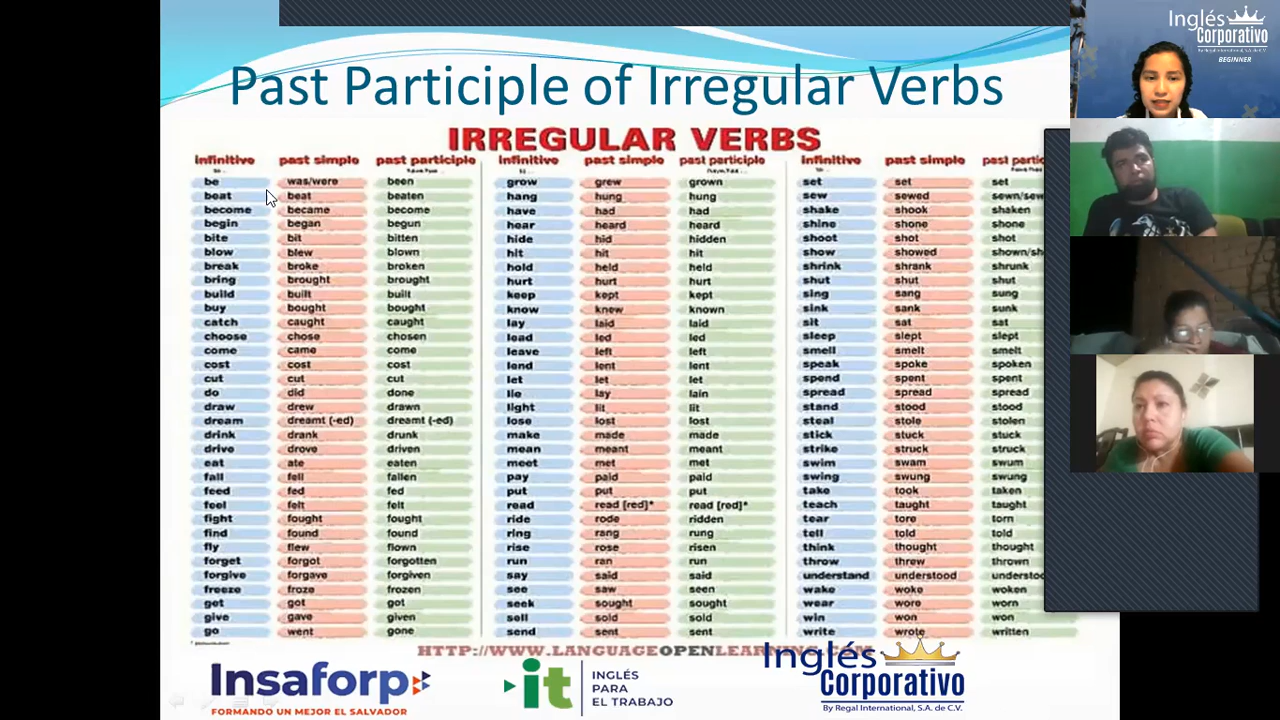 Past Participle of Irregular Verbs
IRREGULAR VERBS
infinitive past simple past participle infinitive past simple past participle infinitive past simple past partic
be was/were been grow grew grown set set set
beat beat beaten hang hung hung sew sewed sewn/sew
become became become have had had shake shook shaken
begin began begun hear heard heard shine shone shone
bite bit bitten hide hid hidden shoot shot shot
blow blew blown hit hit hit show showed shown/sh
break broke broken hold held held shrink shrank shrunk
bring brought brought hurt hurt hurt shut shut shut
build built built keep kept kept sing sang sung
buy bought bought know knew known sink sank sunk
catch caught caught lay laid laid sit sat sat
choose chose chosen lead led led sleep slept slept
come came come leave left left smell smelt smelt
cost cost cost lend lent lent speak spoke spoken
cut cut cut let let let spend spent spent
do did done lie lay lain spread spread spread
draw drew drawn light lit lit stand stood stood
dream dreamt (-ed) dreamt (-ed) lose lost lost steal stole stolen
drink drank drunk make made made stick stuck stuck
drive drove driven mean meant meant strike struck struck
eat ate eaten meet met met swim swam swum
fall fell fallen pay paid paid swing swung swung
feed fed fed put put put take took taken
feel felt felt read read [red]* read [red]* teach taught taught
fight fought fought ride rode ridden tear tore torn
find found found ring rang rung tell told told
fly flew flown rise rose risen think thought thought
forget forgot forgotten run ran run throw threw thrown
forgive forgave forgiven say said said understand understood understoo
freeze froze frozen see saw seen wake woke woken
get got got seek sought sought wear wore worn
give gave given sell sold sold win won won
go went gone send sent sent write wrote written
HTTP://WWW.LANGUAGEOPENLEARNING.COM
Insaforp
FORMANDO UN MEJOR EL SALVADOR
it
INGLÉS
PARA
EL TRABAJO
Inglés
Corporativo
By Regal International, S.A. de C.V.
Inglés
Corporativo
By Regal International, S.A. de C.V.
BEGINNER